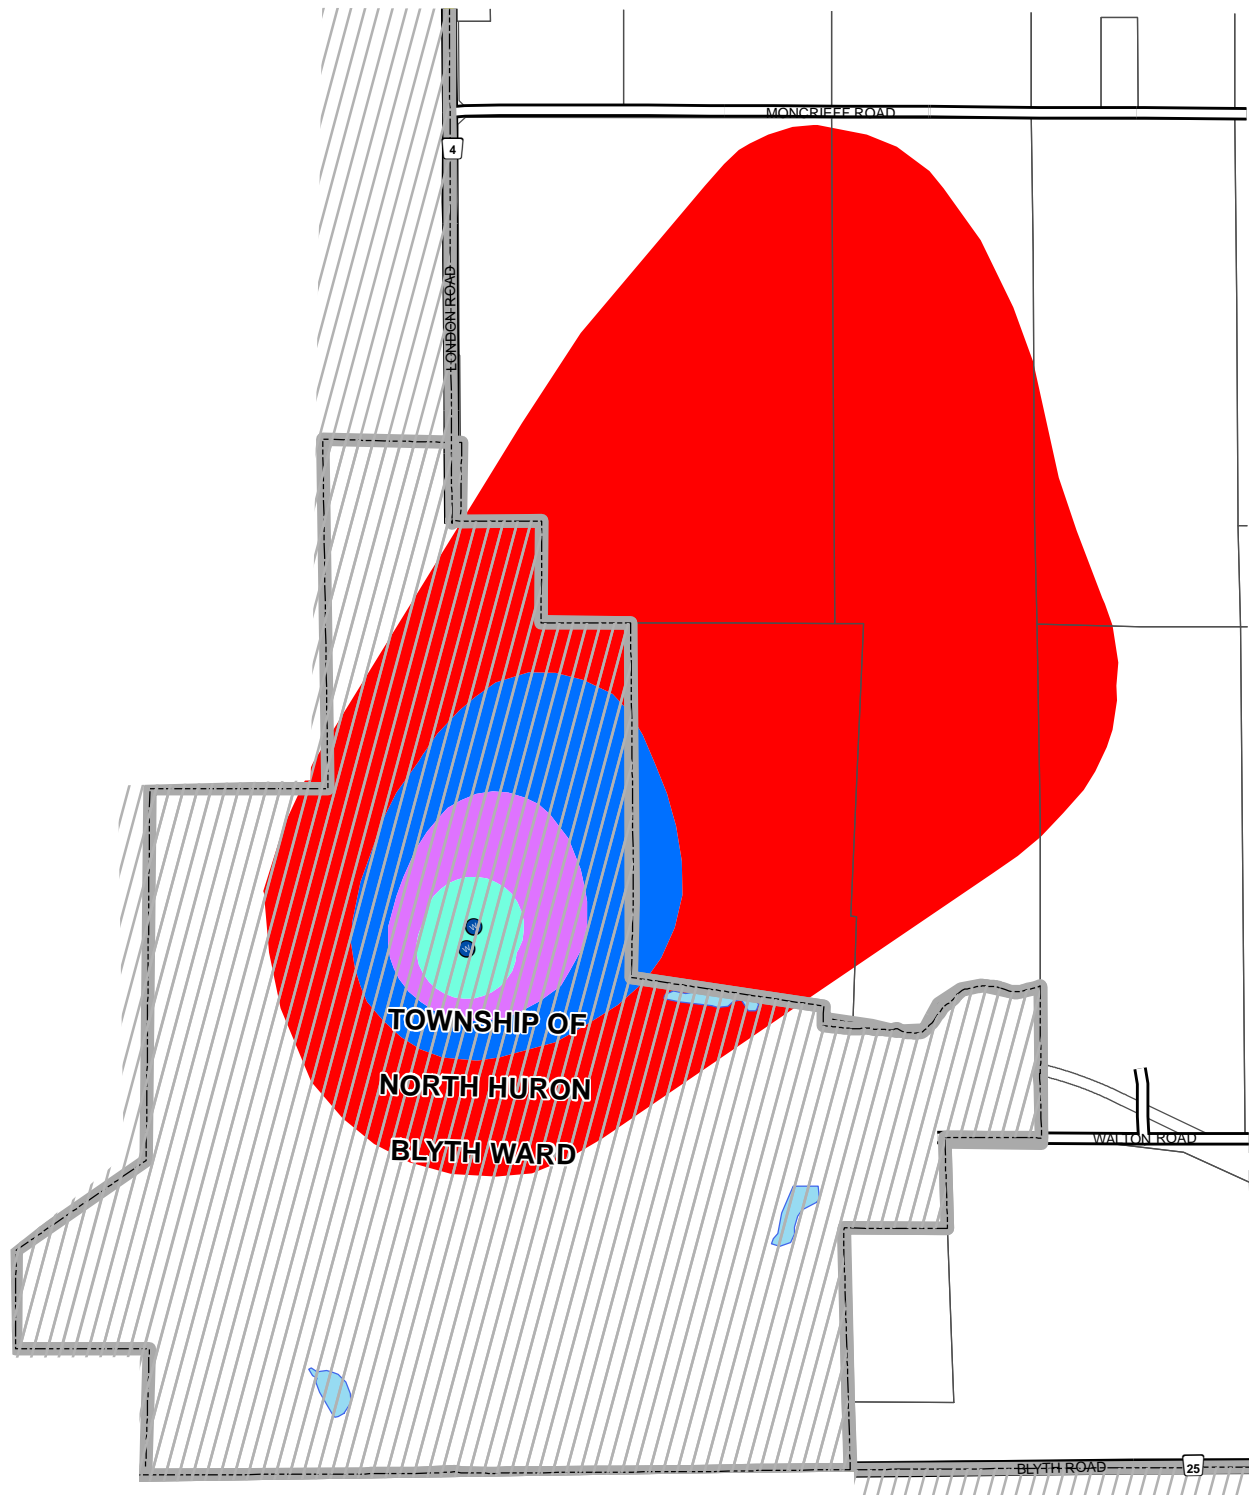 MONCRIEFF ROAD
4
LONDON ROAD
W
W
TOWNSHIP OF
NORTH HURON
BLYTH WARD
WALTON ROAD
BLYTH ROAD
25